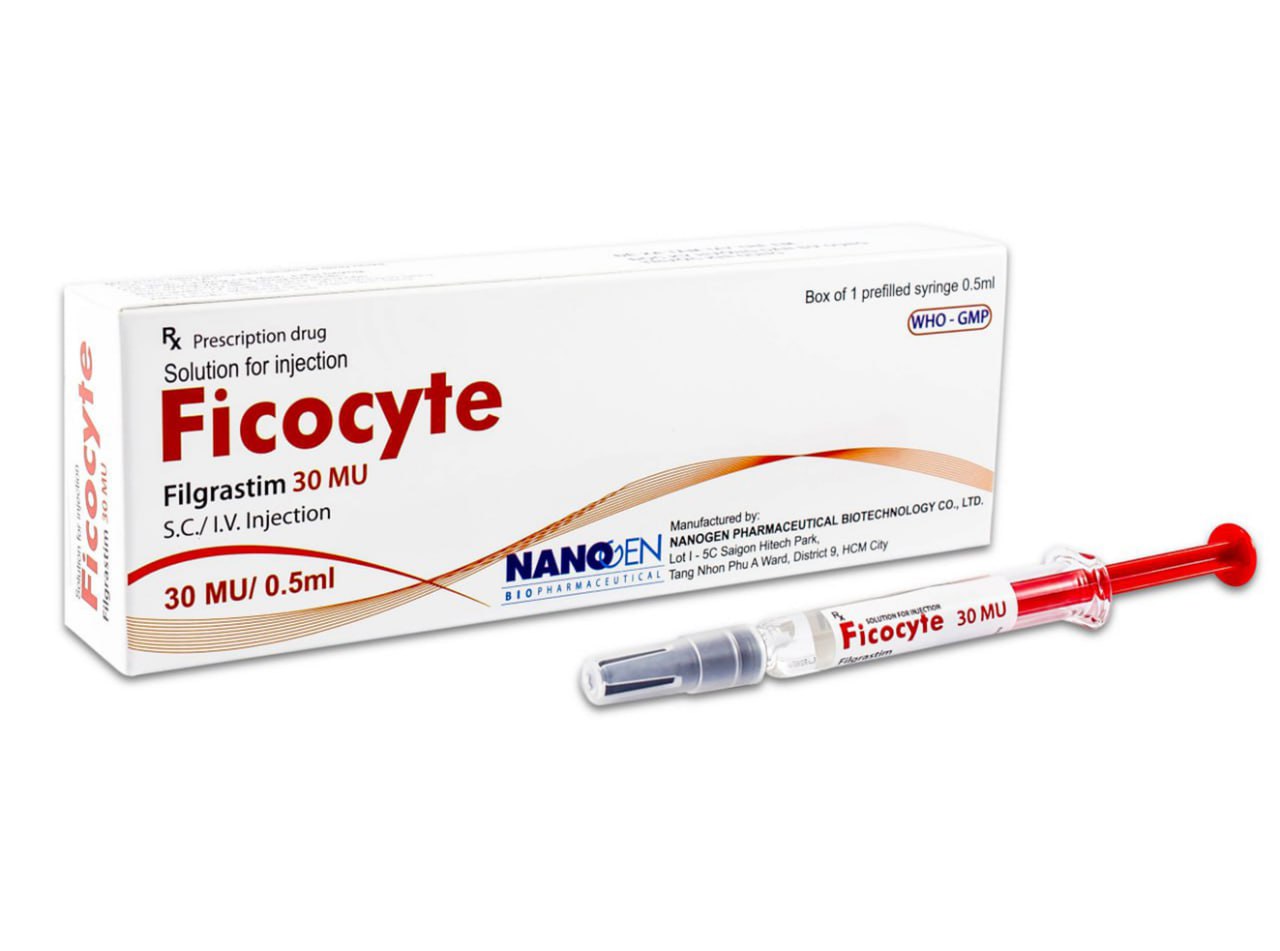 Rx Prescription drug
Solution for injection
Ficocyte
Filgrastim 30 MU
S.C./ I.V. Injection
30 MU/ 0.5ml
Box of 1 prefilled syringe 0.5ml
WHO - GMP
NANOGEN
BIOPHARMACEUTICAL
Manufactured by:
NANOGEN PHARMACEUTICAL BIOTECHNOLOGY CO., LTD.
Lot I - 5C Saigon Hitech Park,
Tang Nhon Phu A Ward, District 9, HCM City
Solution for injection
Ficocyte
Filgrastim 30 MU
Rx
SOLUTION FOR INJECTION
Ficocyte 30 MU
Filgrastim